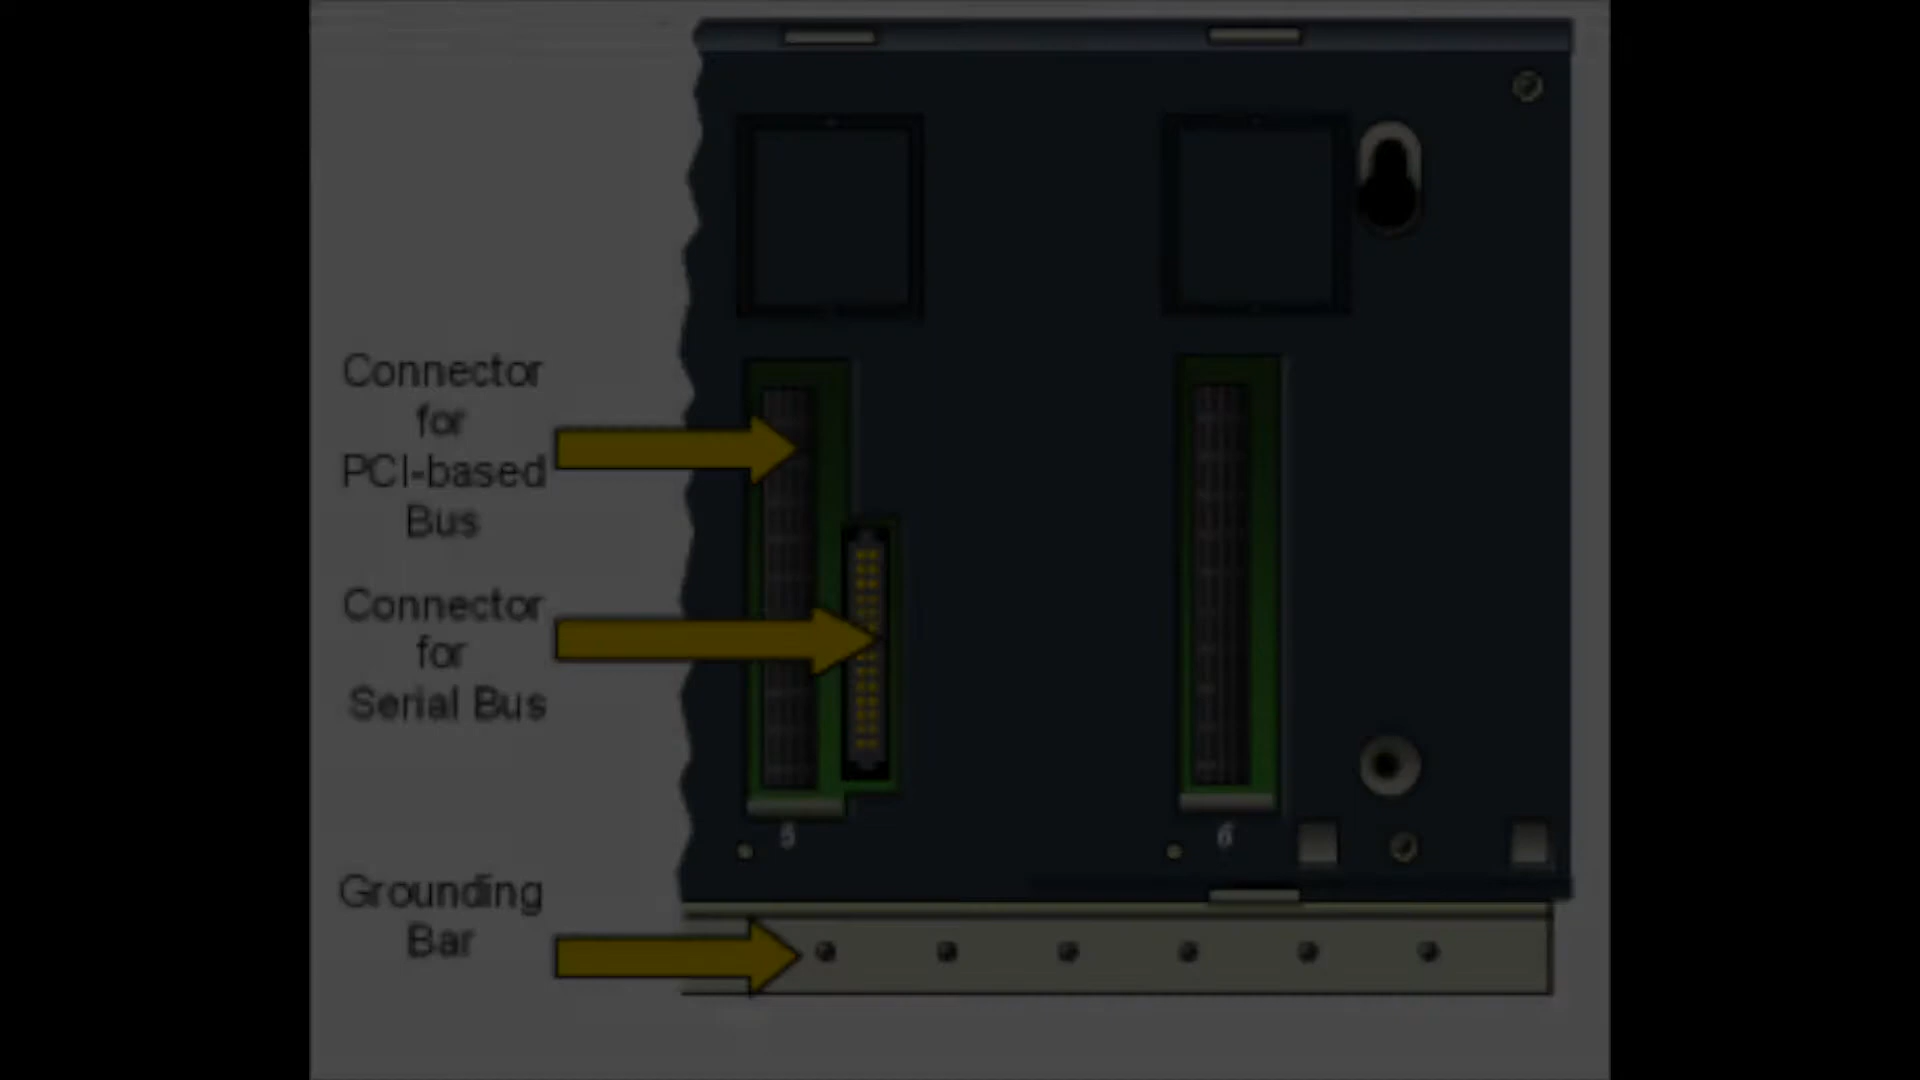 Connector
for
PCI-based
Bus
Connector
for
Serial Bus
5
6
Grounding
Bar